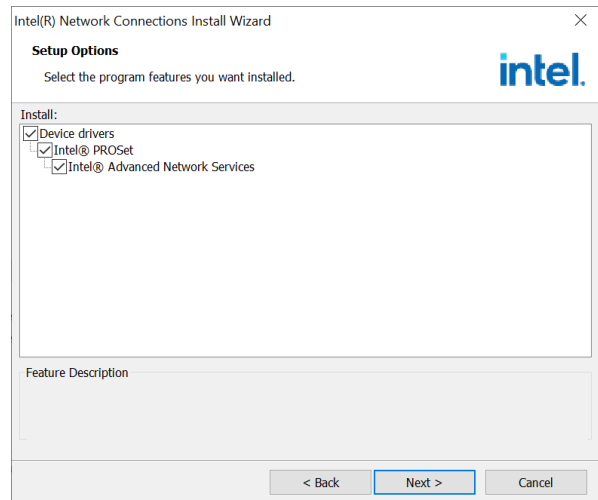 Intel(R) Network Connections Install Wizard
Setup Options
Select the program features you want installed.
intel.
Install:
Device drivers
Intel® PROSet
Intel® Advanced Network Services
Feature Description
< Back
Next >
Cancel